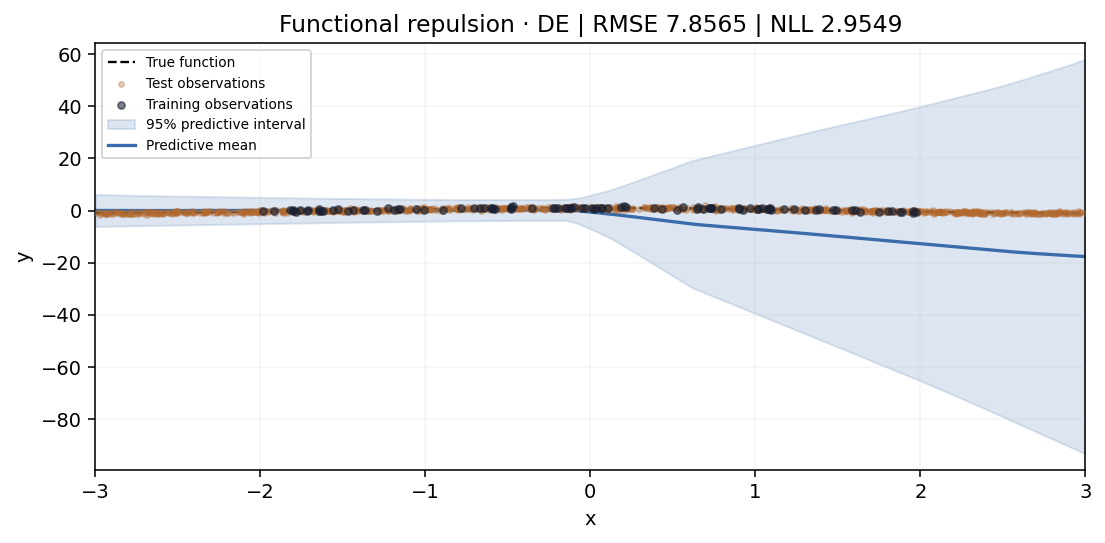 Functional repulsion · DE | RMSE 7.8565 | NLL 2.9549
True function
Test observations
Training observations
95% predictive interval
Predictive mean
60
40
20
0
−20
−40
−60
−80
y
−3
−2
−1
0
1
2
3
x